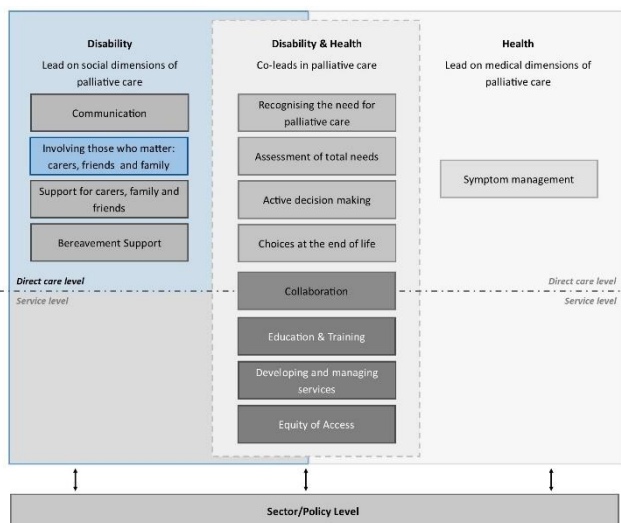 Disability
Lead on social dimensions of
palliative care
Communication
Involving those who matter:
carers, friends and family
Support for carers, family and
friends
Bereavement Support
Direct care level
Service level
Disability & Health
Co-leads in palliative care
Recognising the need for
palliative care
Assessment of total needs
Active decision making
Choices at the end of life
Collaboration
Education & Training
Developing and managing
services
Equity of Access
Health
Lead on medical dimensions of
palliative care
Symptom management
Direct care level
Service level
Sector/Policy Level